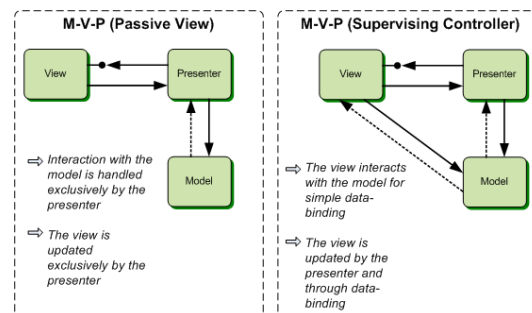 M-V-P (Passive View)
View
Presenter
Model
Interaction with the
model is handled
exclusively by the
presenter
The view is
updated
exclusively by the
presenter
M-V-P (Supervising Controller)
View
Presenter
Model
The view interacts
with the model for
simple data-
binding
The view is
updated by the
presenter and
through data-
binding